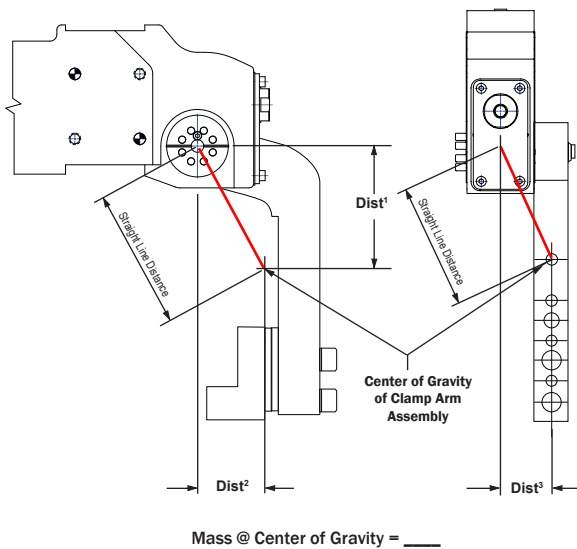 Dist¹
Straight Line Distance
Straight Line Distance
Center of Gravity
of Clamp Arm
Assembly
Dist²
Dist³
Mass @ Center of Gravity = ____